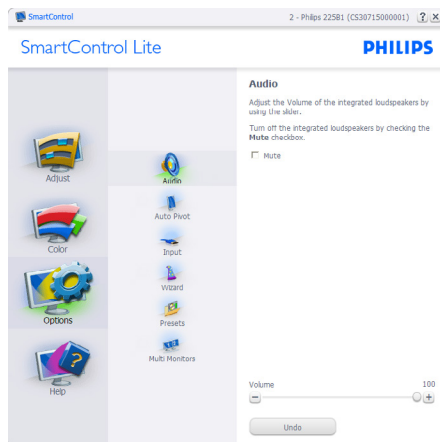 SmartControl
2 - Philips 225B1 (CS30715000001)
? x
SmartControl Lite
PHILIPS
Audio
Adjust the Volume of the integrated loudspeakers by
using the slider.
Turn off the integrated loudspeakers by checking the
Mute checkbox.
Mute
Adjust
Color
Options
Help
Audio
Auto Pivot
Input
Wizard
Presets
Multi Monitors
Volume
100
Undo